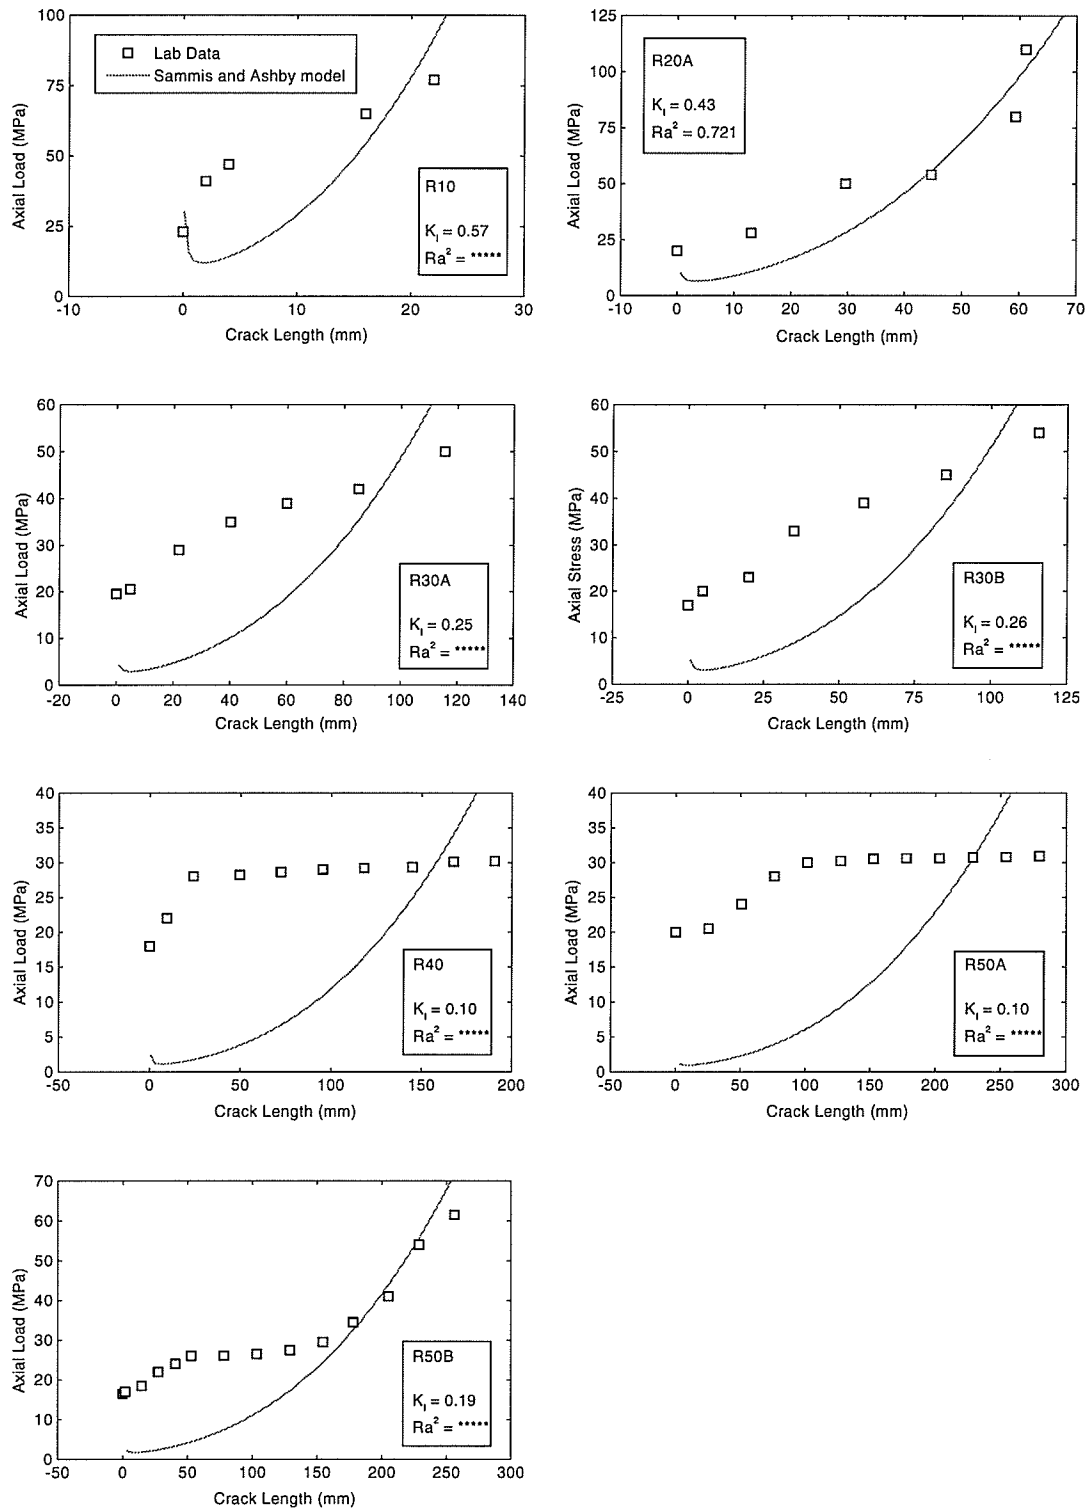 100
75
50
25
0
Axial Load (MPa)
Lab Data
Sammis and Ashby model
R10
K_I = 0.57
Ra² = *****
-10 0 10 20 30
Crack Length (mm)
125
100
75
50
25
0
Axial Load (MPa)
R20A
K_I = 0.43
Ra² = 0.721
-10 0 10 20 30 40 50 60 70
Crack Length (mm)
60
50
40
30
20
10
0
Axial Load (MPa)
R30A
K_I = 0.25
Ra² = *****
-20 0 20 40 60 80 100 120 140
Crack Length (mm)
60
50
40
30
20
10
0
Axial Stress (MPa)
R30B
K_I = 0.26
Ra² = *****
-25 0 25 50 75 100 125
Crack Length (mm)
40
35
30
25
20
15
10
5
0
Axial Load (MPa)
R40
K_I = 0.10
Ra² = *****
-50 0 50 100 150 200
Crack Length (mm)
40
35
30
25
20
15
10
5
0
Axial Load (MPa)
R50A
K_I = 0.10
Ra² = *****
-50 0 50 100 150 200 250 300
Crack Length (mm)
70
60
50
40
30
20
10
0
Axial Load (MPa)
R50B
K_I = 0.19
Ra² = *****
-50 0 50 100 150 200 250 300
Crack Length (mm)